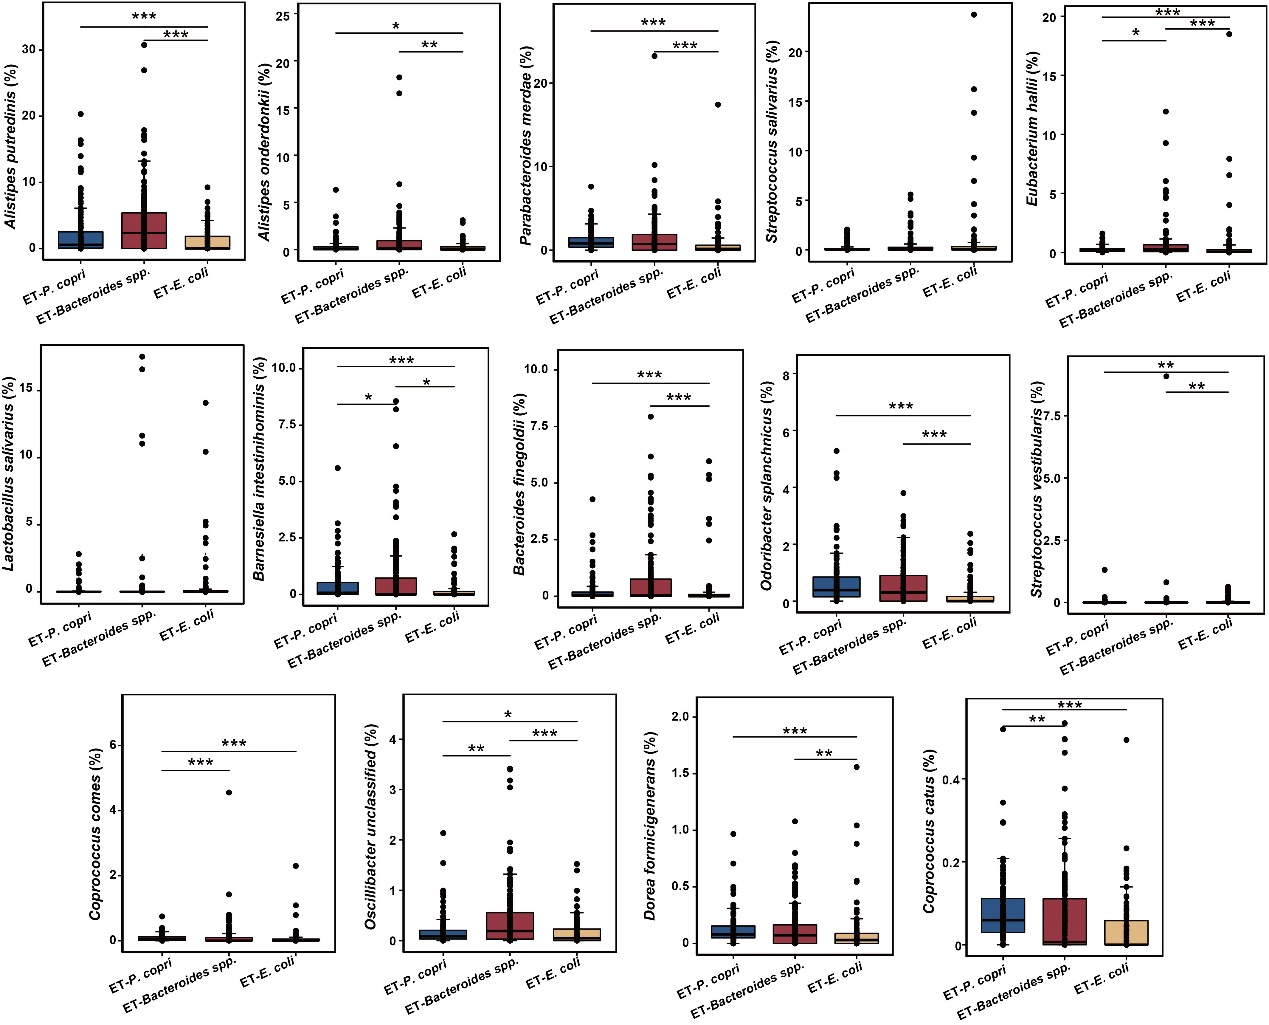 Alistipes putredinis (%)
30
20
10
0
***
***
ET-P. copri
ET-Bacteroides spp.
ET-E. coli
Alistipes onderdonkii (%)
25
20
15
10
5
0
*
**
ET-P. copri
ET-Bacteroides spp.
ET-E. coli
Parabacteroides merdae (%)
20
10
0
***
***
ET-P. copri
ET-Bacteroides spp.
ET-E. coli
Streptococcus salivarius (%)
20
15
10
5
0
ET-P. copri
ET-Bacteroides spp.
ET-E. coli
Eubacterium hallii (%)
20
15
10
5
0
***
***
*
ET-P. copri
ET-Bacteroides spp.
ET-E. coli
Lactobacillus salivarius (%)
15
10
5
0
ET-P. copri
ET-Bacteroides spp.
ET-E. coli
Barnesiella intestinihominis (%)
10.0
7.5
5.0
2.5
0
***
*
*
ET-P. copri
ET-Bacteroides spp.
ET-E. coli
Bacteroides finegoldii (%)
10.0
7.5
5.0
2.5
0
***
***
ET-P. copri
ET-Bacteroides spp.
ET-E. coli
Odoribacter splanchnicus (%)
8
6
4
2
0
***
***
ET-P. copri
ET-Bacteroides spp.
ET-E. coli
Streptococcus vestibularis (%)
7.5
5.0
2.5
0
**
**
ET-P. copri
ET-Bacteroides spp.
ET-E. coli
Coprococcus comes (%)
6
4
2
0
***
***
ET-P. copri
ET-Bacteroides spp.
ET-E. coli
Oscillibacter unclassified (%)
4
3
2
1
0
*
***
**
ET-P. copri
ET-Bacteroides spp.
ET-E. coli
Dorea formicigenerans (%)
2.0
1.5
1.0
0.5
0
***
**
ET-P. copri
ET-Bacteroides spp.
ET-E. coli
Coprococcus catus (%)
0.4
0.2
0
***
**
ET-P. copri
ET-Bacteroides spp.
ET-E. coli